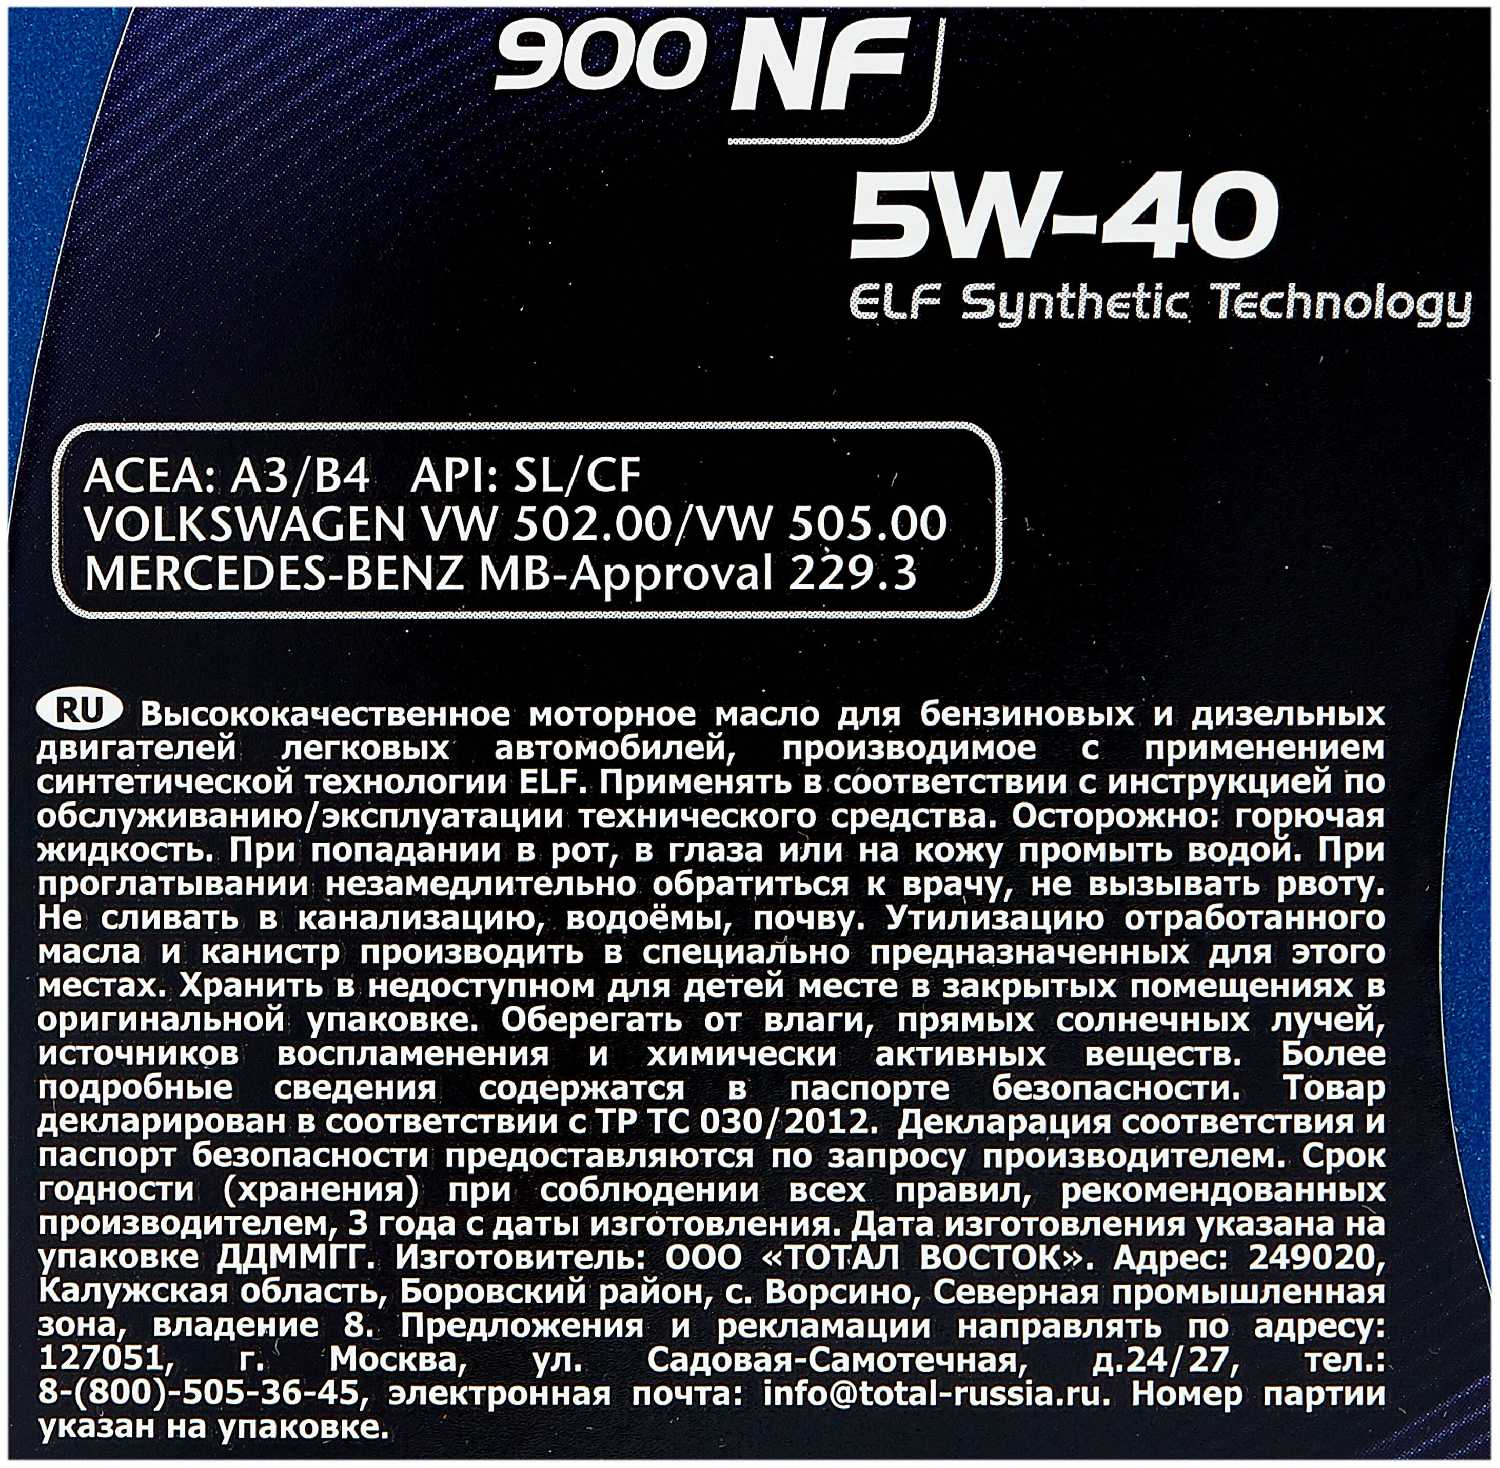 900 NF
5W-40
ELF Synthetic Technology
ACEA: A3/B4 API: SL/CF
VOLKSWAGEN VW 502.00/VW 505.00
MERCEDES-BENZ MB-Approval 229.3
RU Высококачественное моторное масло для бензиновых и дизельных
двигателей легковых автомобилей, производимое с применением
синтетической технологии ELF. Применять в соответствии с инструкцией по
обслуживанию/эксплуатации технического средства. Осторожно: горючая
жидкость. При попадании в рот, в глаза или на кожу промыть водой. При
проглатывании незамедлительно обратиться к врачу, не вызывать рвоту.
Не сливать в канализацию, водоёмы, почву. Утилизацию отработанного
масла и канистр производить в специально предназначенных для этого
местах. Хранить в недоступном для детей месте в закрытых помещениях в
оригинальной упаковке. Оберегать от влаги, прямых солнечных лучей,
источников воспламенения и химически активных веществ. Более
подробные сведения содержатся в паспорте безопасности. Товар
декларирован в соответствии с ТР ТС 030/2012. Декларация соответствия и
паспорт безопасности предоставляются по запросу производителем. Срок
годности (хранения) при соблюдении всех правил, рекомендованных
производителем, 3 года с даты изготовления. Дата изготовления указана на
упаковке ДДММГГ. Изготовитель: ООО «ТОТАЛ ВОСТОК». Адрес: 249020,
Калужская область, Боровский район, с. Ворсино, Северная промышленная
зона, владение 8. Предложения и рекламации направлять по адресу:
127051, г. Москва, ул. Садовая-Самотечная, д.24/27, тел.:
8-(800)-505-36-45, электронная почта: info@total-russia.ru. Номер партии
указан на упаковке.